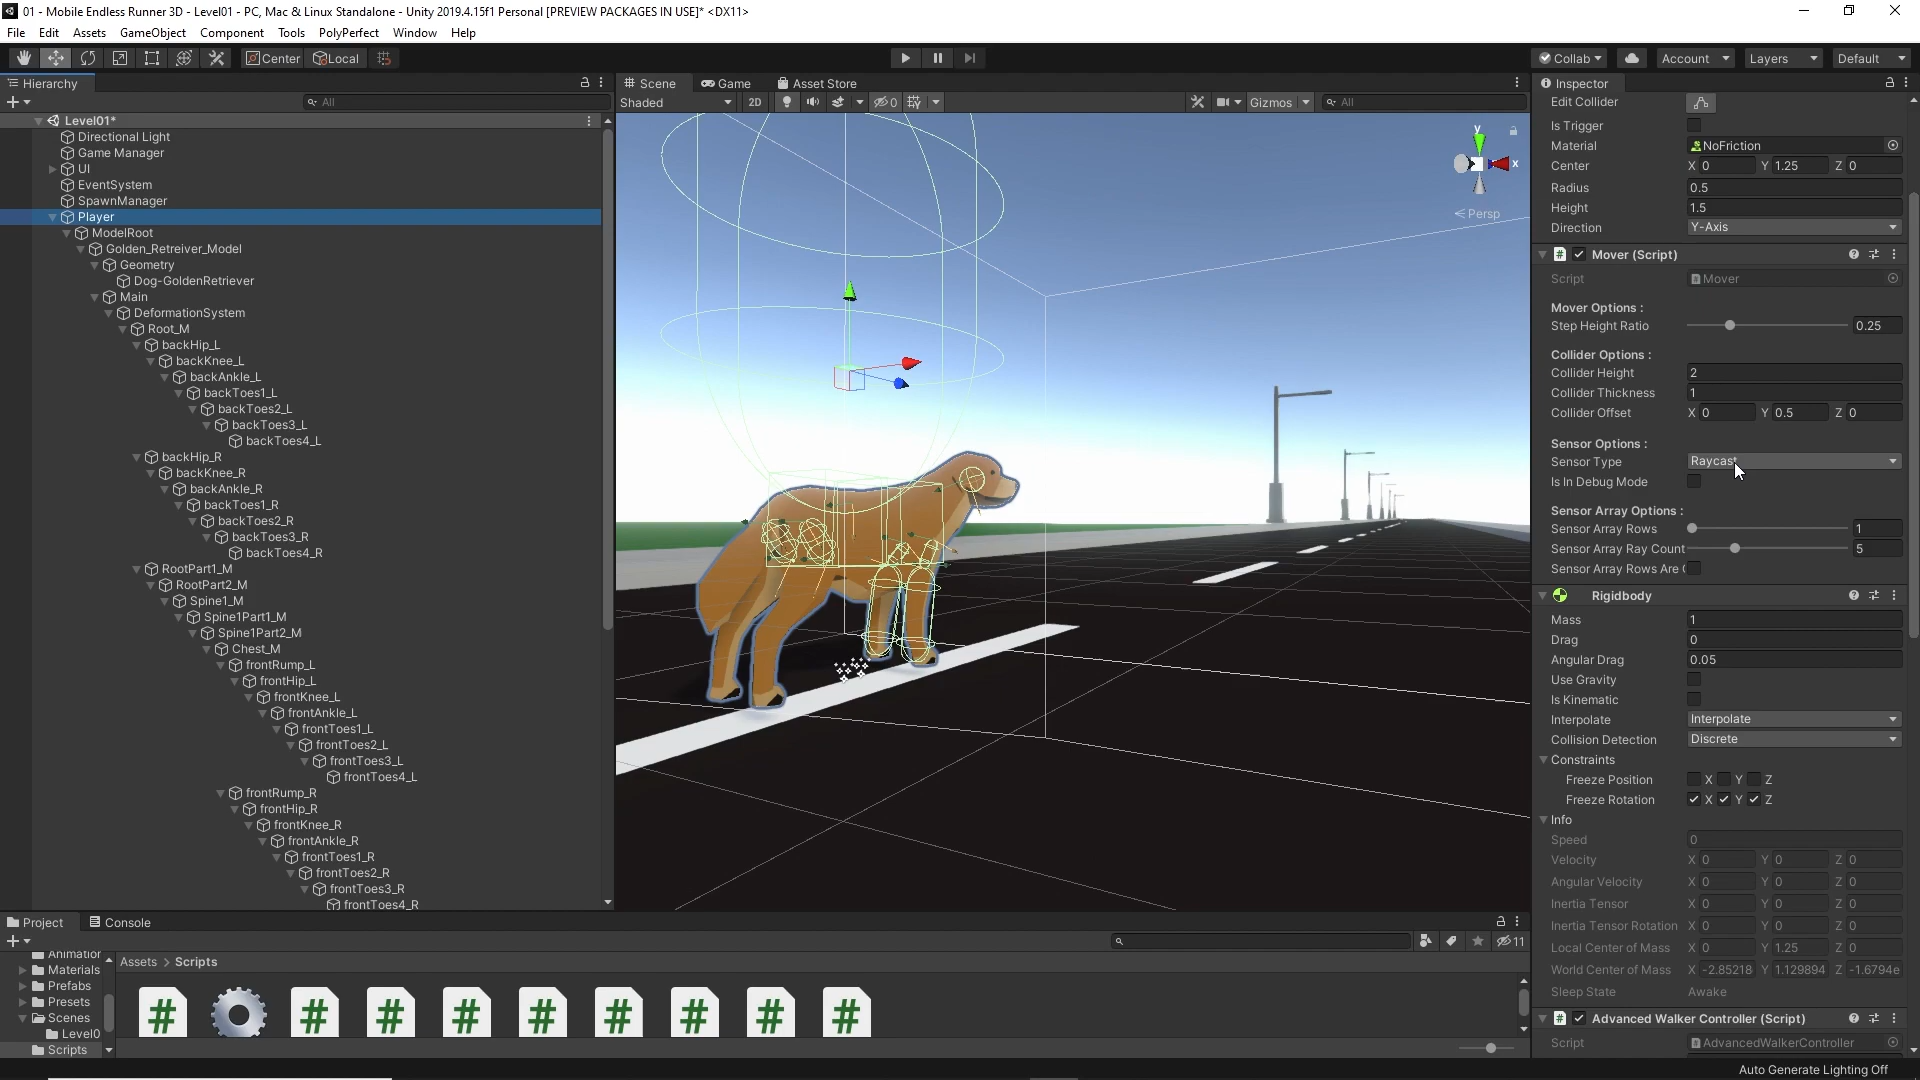 01 - Mobile Endless Runner 3D - Level01 - PC, Mac & Linux Standalone - Unity 2019.4.15f1 Personal [PREVIEW PACKAGES IN USE]* <DX11>
File Edit Assets GameObject Component Tools PolyPerfect Window Help
Center Local Collab Account Layers Default
Hierarchy
All
Level01*
Directional Light
Game Manager
UI
EventSystem
SpawnManager
Player
ModelRoot
Golden_Retreiver_Model
Geometry
Dog-GoldenRetriever
Main
DeformationSystem
Root_M
backHip_L
backKnee_L
backAnkle_L
backToes1_L
backToes2_L
backToes3_L
backToes4_L
backHip_R
backKnee_R
backAnkle_R
backToes1_R
backToes2_R
backToes3_R
backToes4_R
RootPart1_M
RootPart2_M
Spine1_M
Spine1Part1_M
Spine1Part2_M
Chest_M
frontRump_L
frontHip_L
frontKnee_L
frontAnkle_L
frontToes1_L
frontToes2_L
frontToes3_L
frontToes4_L
frontRump_R
frontHip_R
frontKnee_R
frontAnkle_R
frontToes1_R
frontToes2_R
frontToes3_R
frontToes4_R
Scene Game Asset Store
Shaded 2D 0 Gizmos All
y
x
Persp
Inspector
Edit Collider
Is Trigger
Material NoFriction
Center X 0 Y 1.25 Z 0
Radius 0.5
Height 1.5
Direction Y-Axis
Mover (Script)
Script Mover
Mover Options :
Step Height Ratio 0.25
Collider Options :
Collider Height 2
Collider Thickness 1
Collider Offset X 0 Y 0.5 Z 0
Sensor Options :
Sensor Type Raycast
Is In Debug Mode
Sensor Array Options :
Sensor Array Rows 1
Sensor Array Ray Count 5
Sensor Array Rows Are
Rigidbody
Mass 1
Drag 0
Angular Drag 0.05
Use Gravity
Is Kinematic
Interpolate Interpolate
Collision Detection Discrete
Constraints
Freeze Position X Y Z
Freeze Rotation X Y Z
Info
Speed 0
Velocity X 0 Y 0 Z 0
Angular Velocity X 0 Y 0 Z 0
Inertia Tensor X 0 Y 0 Z 0
Inertia Tensor Rotation X 0 Y 0 Z 0
Local Center of Mass X 0 Y 1.25 Z 0
World Center of Mass X -2.85218 Y 1.129894 Z -1.6794e
Sleep State Awake
Advanced Walker Controller (Script)
Script AdvancedWalkerController
Project Console
11
Animation
Materials
Prefabs
Presets
Scenes
Level0
Scripts
Assets > Scripts
Auto Generate Lighting Off